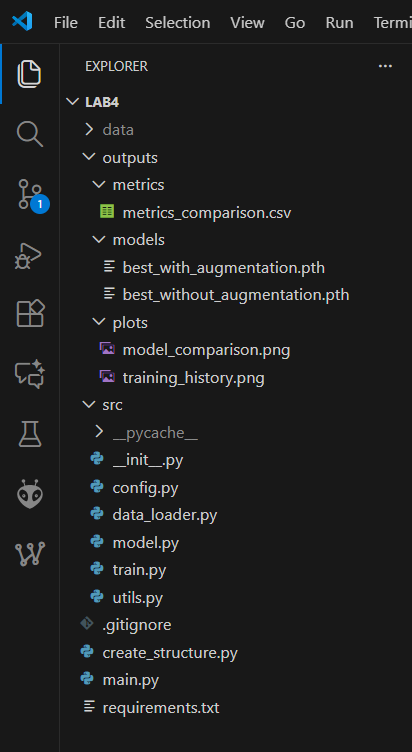 File Edit Selection View Go Run Termi
EXPLORER
LAB4
data
outputs
metrics
metrics_comparison.csv
models
best_with_augmentation.pth
best_without_augmentation.pth
plots
model_comparison.png
training_history.png
src
__pycache__
__init__.py
config.py
data_loader.py
model.py
train.py
utils.py
.gitignore
create_structure.py
main.py
requirements.txt
1